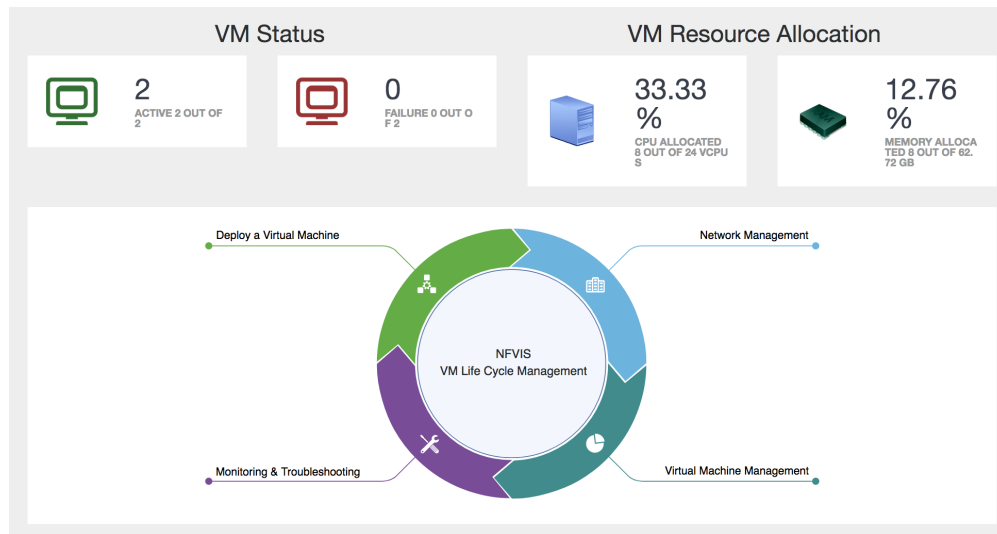 VM Status
VM Resource Allocation
2
ACTIVE 2 OUT OF
2
0
FAILURE 0 OUT O
F 2
33.33
%
CPU ALLOCATED
8 OUT OF 24 VCPU
S
12.76
%
MEMORY ALLOCA
TED 8 OUT OF 62.
72 GB
Deploy a Virtual Machine
Network Management
NFVIS
VM Life Cycle Management
Monitoring & Troubleshooting
Virtual Machine Management